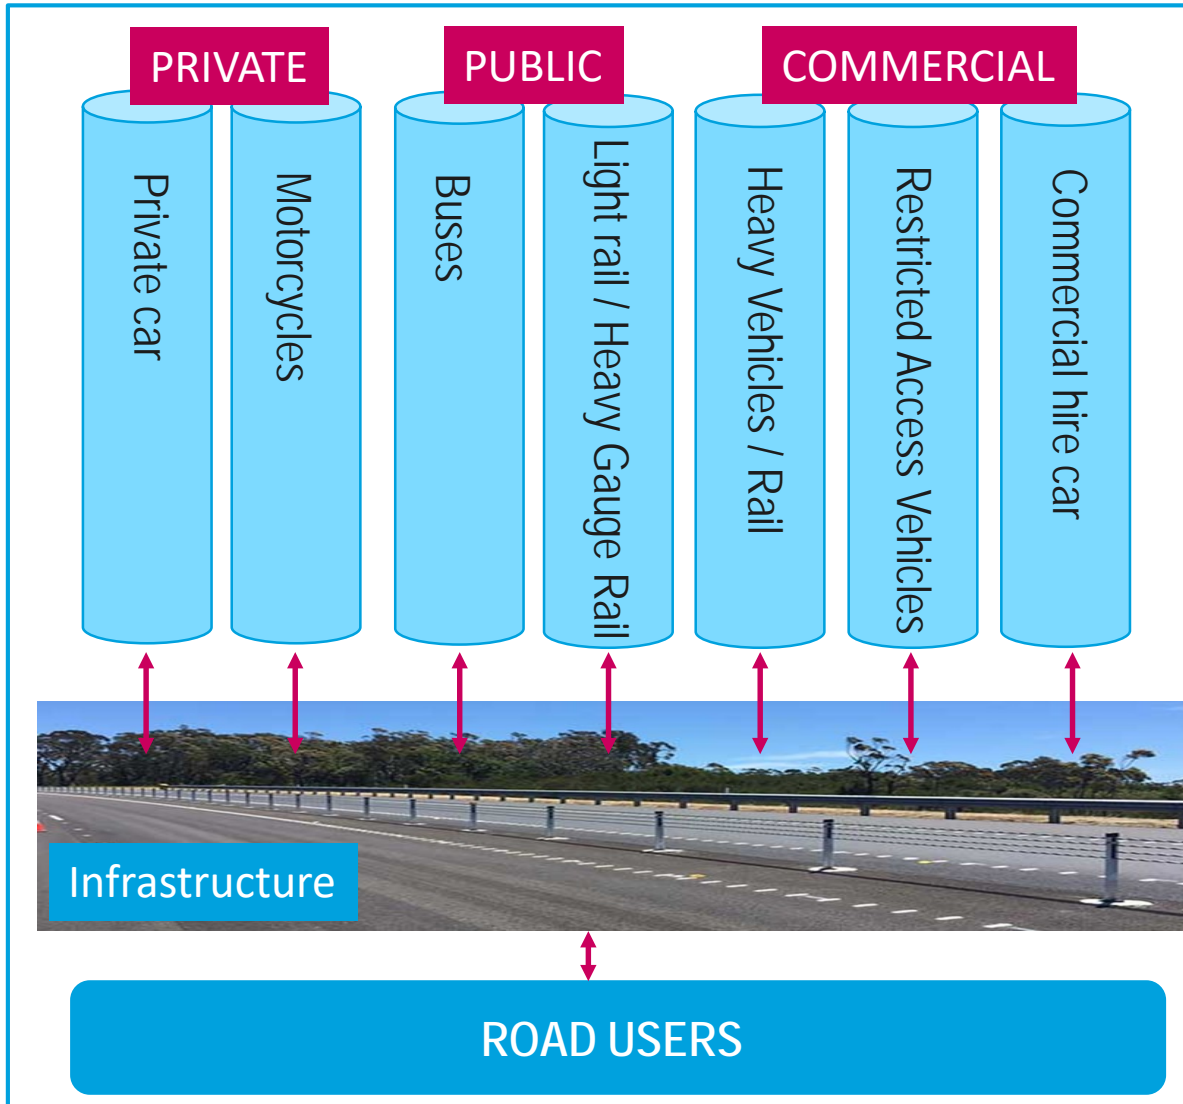 PRIVATE
PUBLIC
COMMERCIAL
Private car
Motorcycles
Buses
Light rail / Heavy Gauge Rail
Heavy Vehicles / Rail
Restricted Access Vehicles
Commercial hire car
Infrastructure
ROAD USERS